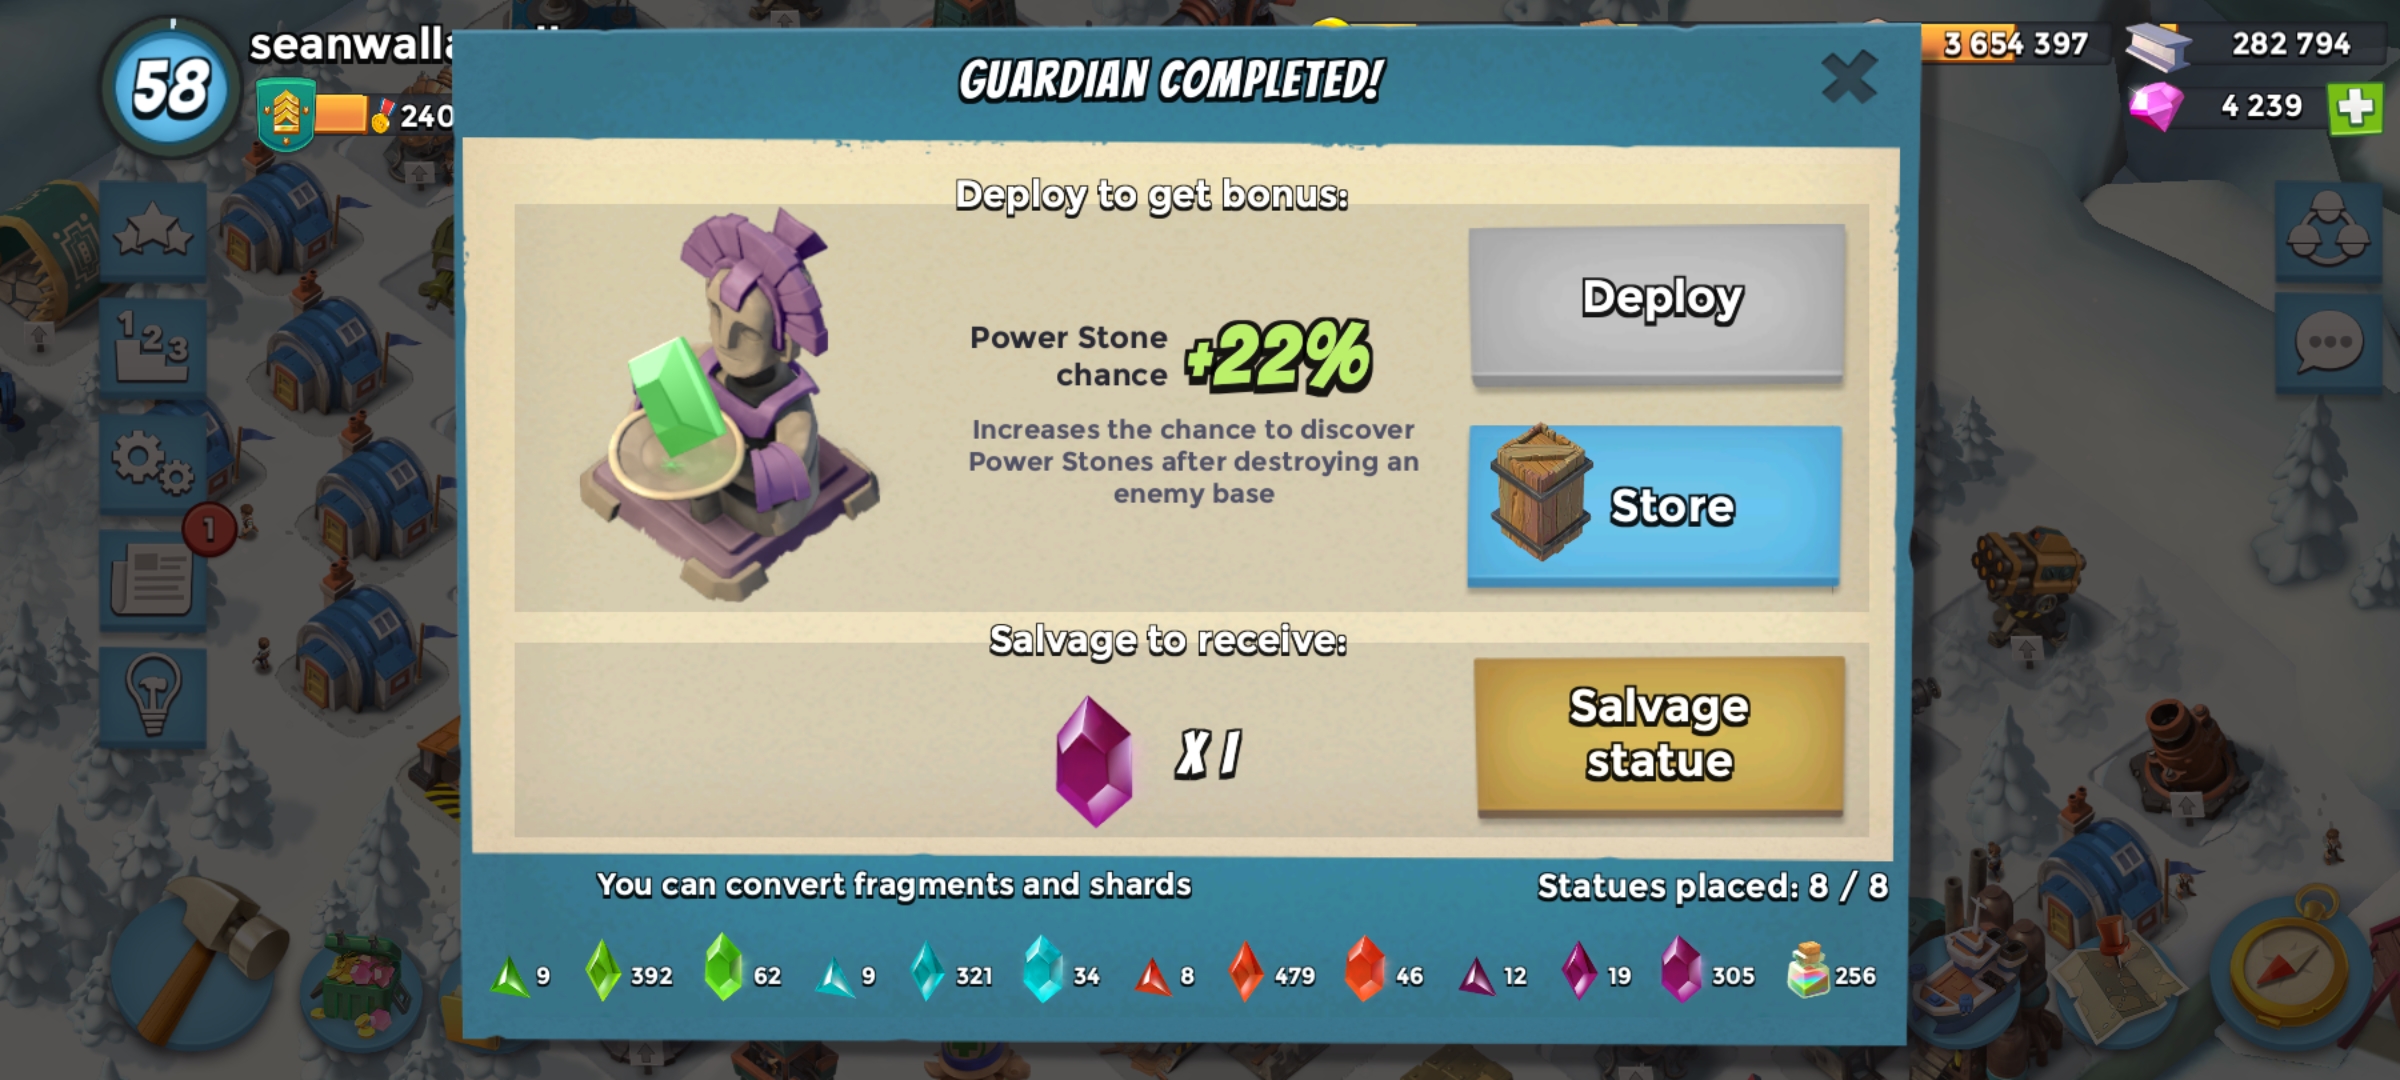 58
GUARDIAN COMPLETED!
3 654 397
282 794
240
4 239
Deploy to get bonus:
Deploy
Power Stone
chance
+22%
Increases the chance to discover
Power Stones after destroying an
enemy base
Store
1 2 3
1
Salvage to receive:
X 1
Salvage
statue
You can convert fragments and shards
Statues placed: 8 / 8
9
392
62
9
321
34
8
479
46
12
19
305
256